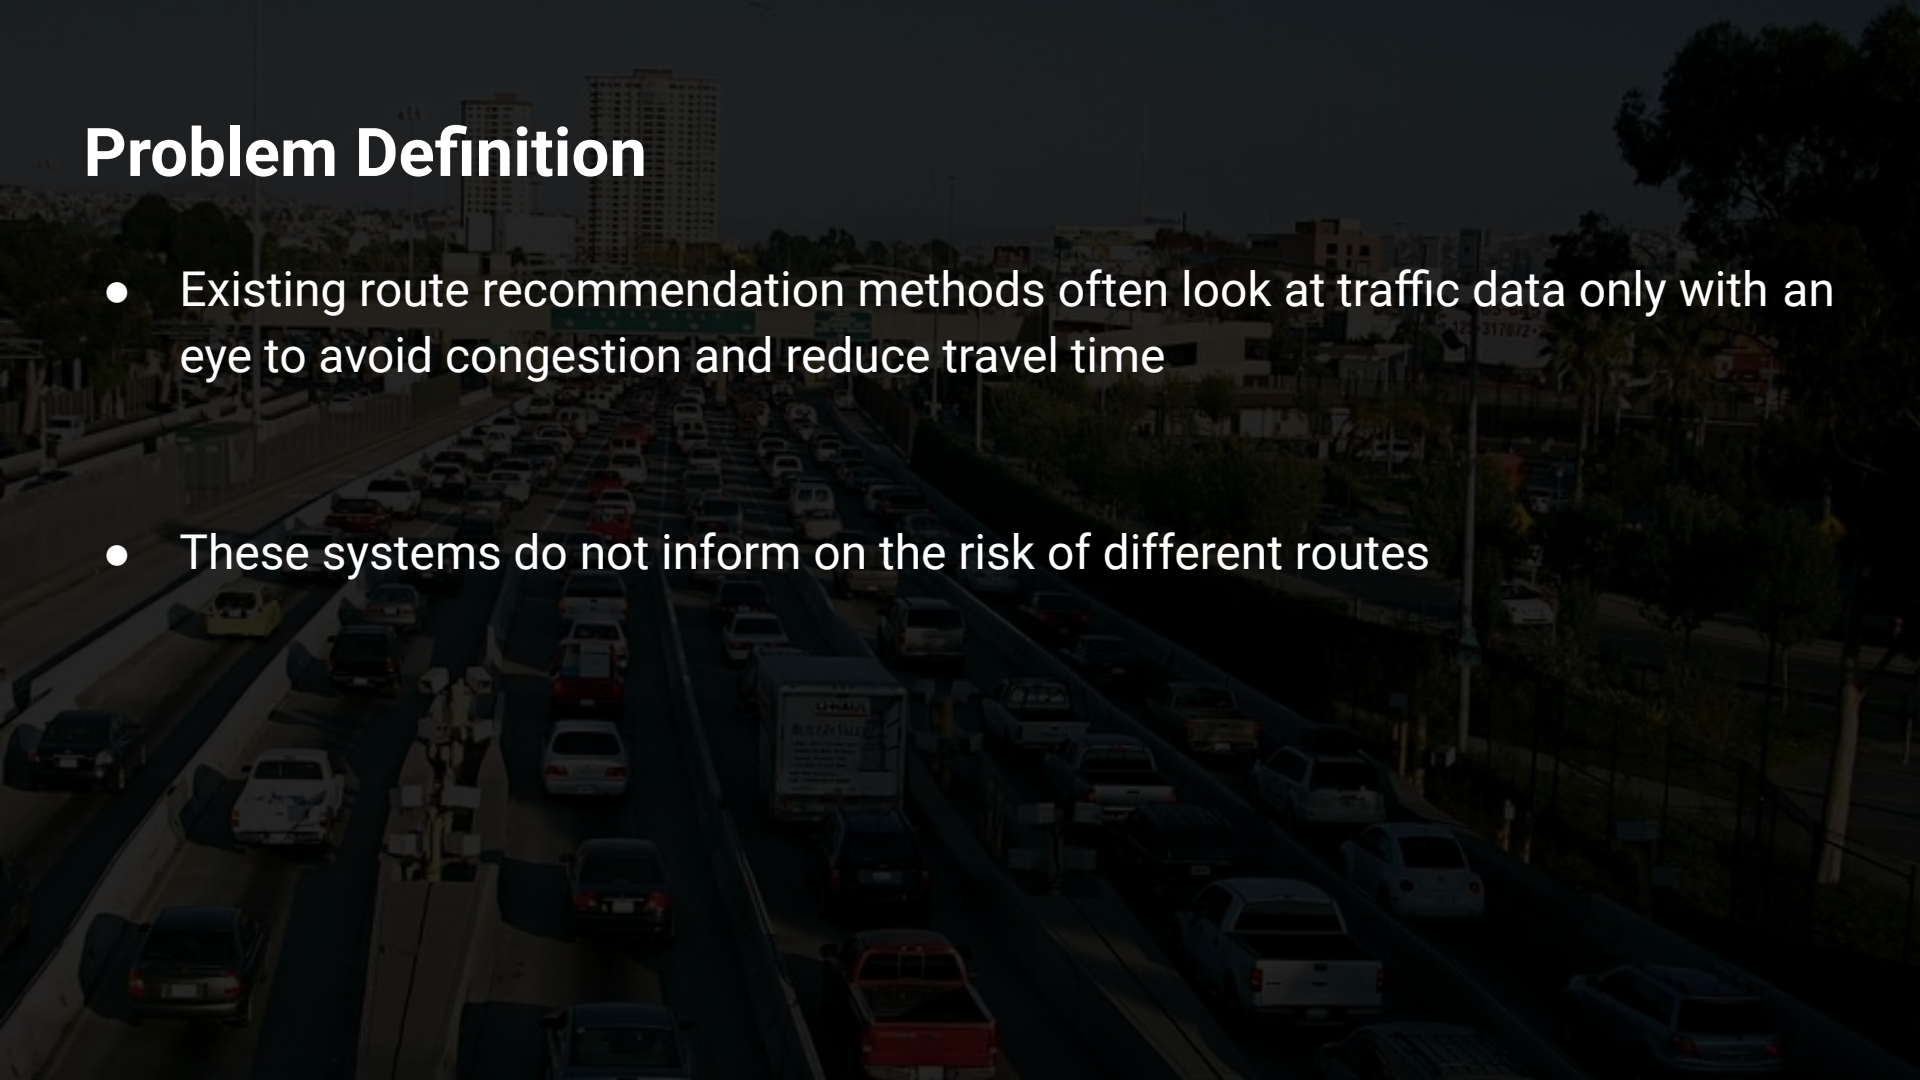 Problem Definition
● Existing route recommendation methods often look at traffic data only with an
eye to avoid congestion and reduce travel time
● These systems do not inform on the risk of different routes
U-HAUL